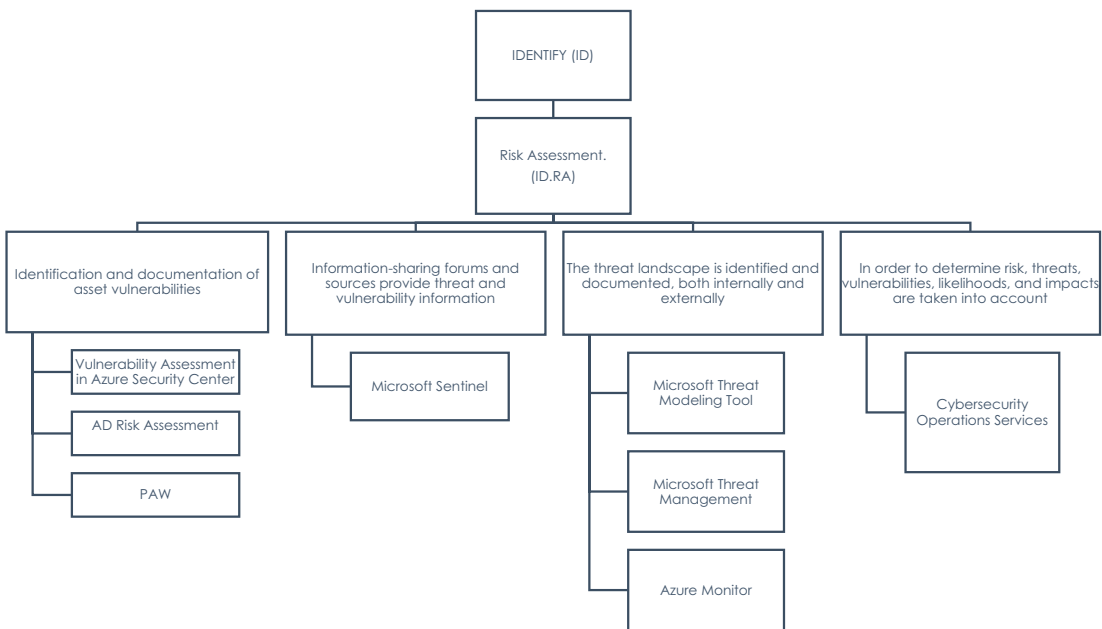 IDENTIFY (ID)
Risk Assessment.
(ID.RA)
Identification and documentation of
asset vulnerabilities
Vulnerability Assessment
in Azure Security Center
AD Risk Assessment
PAW
Information-sharing forums and
sources provide threat and
vulnerability information
Microsoft Sentinel
The threat landscape is identified and
documented, both internally and
externally
Microsoft Threat
Modeling Tool
Microsoft Threat
Management
Azure Monitor
In order to determine risk, threats,
vulnerabilities, likelihoods, and impacts
are taken into account
Cybersecurity
Operations Services